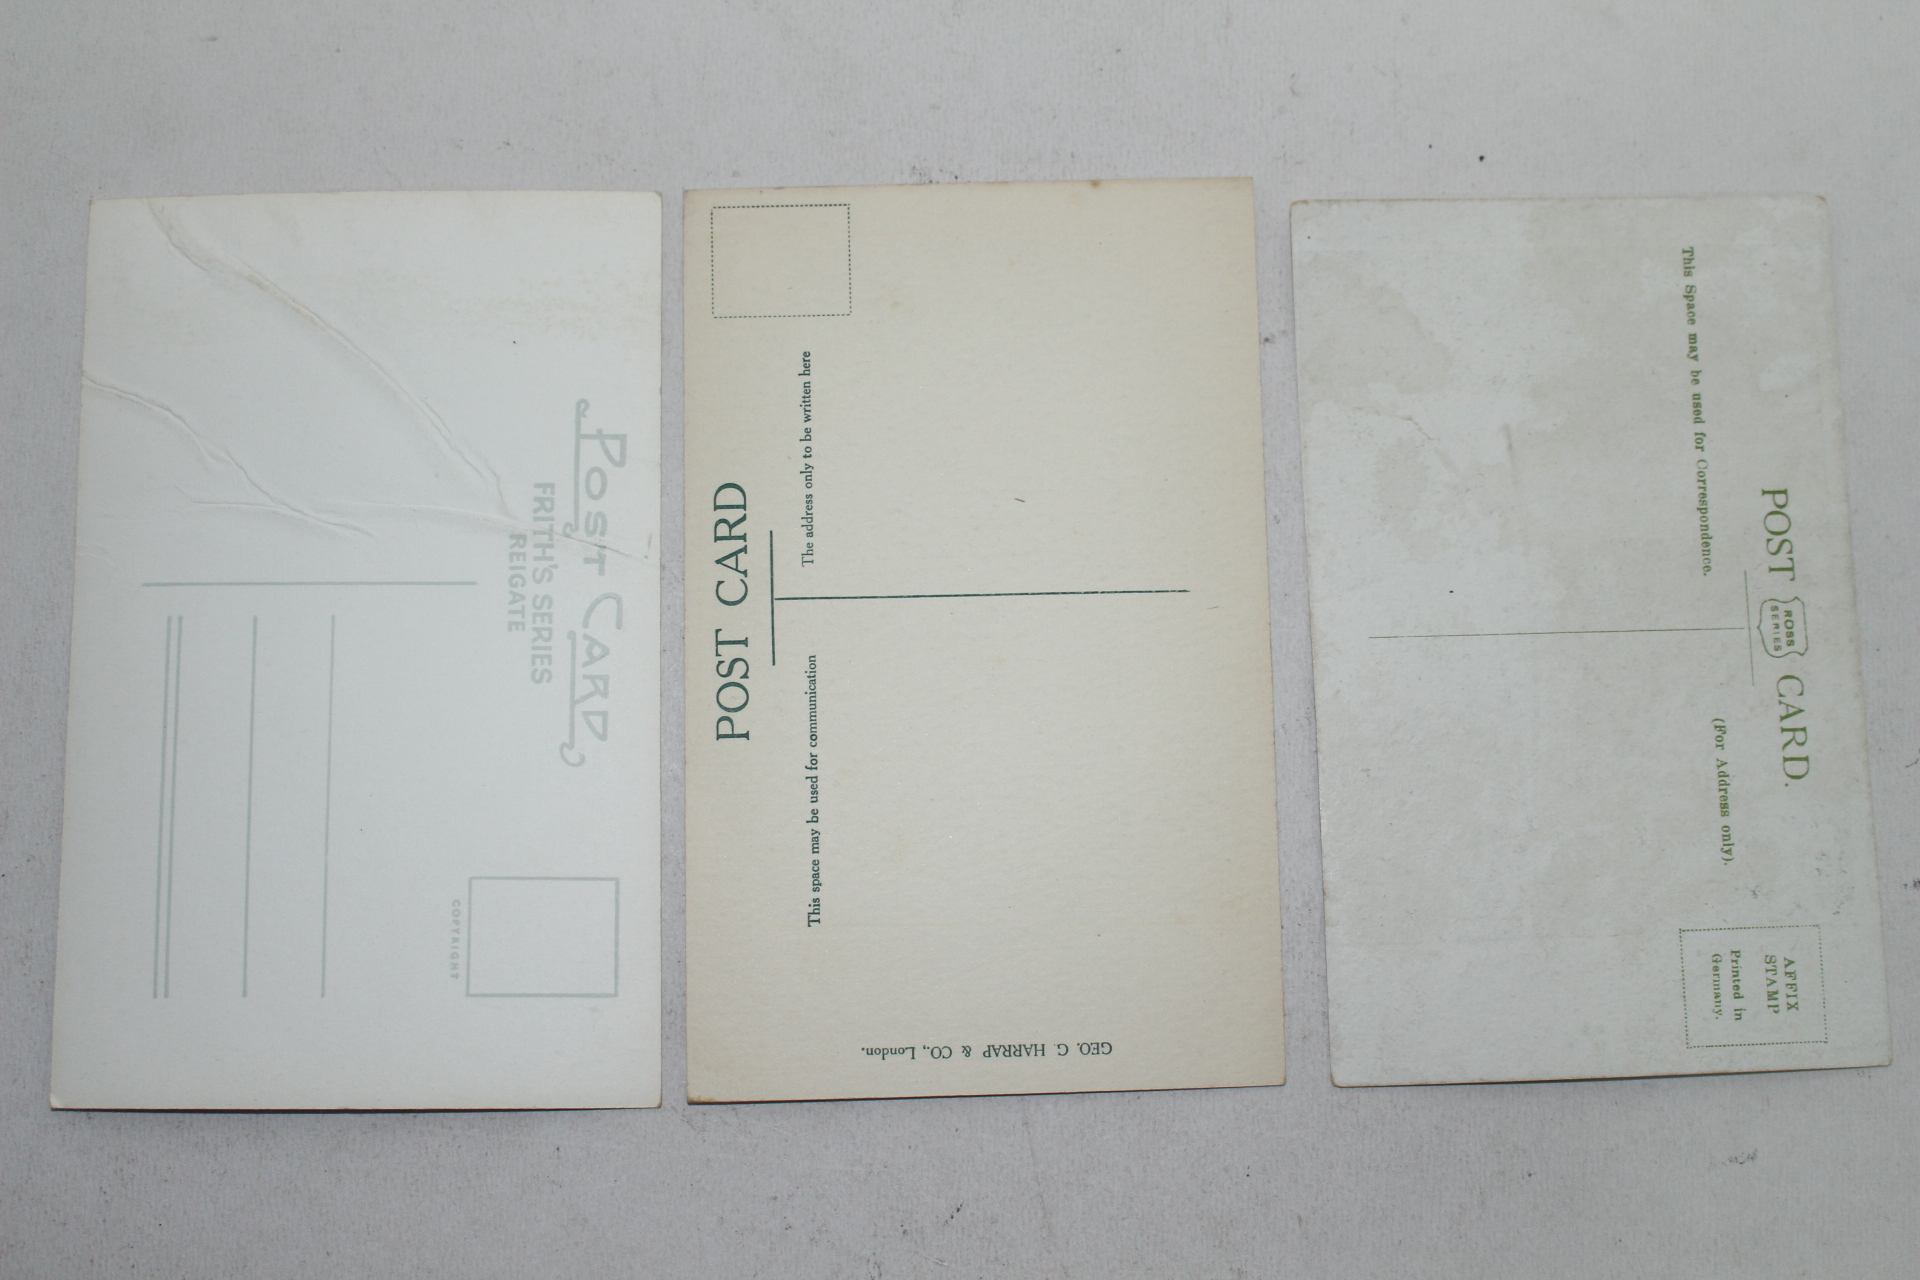 POST CARD
FRITH'S SERIES
REIGATE
COPYRIGHT
POST CARD
This space may be used for communication
The address only to be written here
GEO. G. HARRAP & CO., London.
POST CARD.
ROSS
SERIES
This Space may be used for Correspondence.
(For Address only).
AFFIX
STAMP
Printed in
Germany.